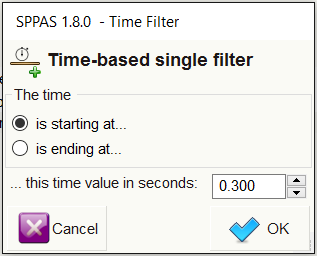 SPPAS 1.8.0 - Time Filter
Time-based single filter
The time
is starting at...
is ending at...
... this time value in seconds: 0.300
Cancel OK